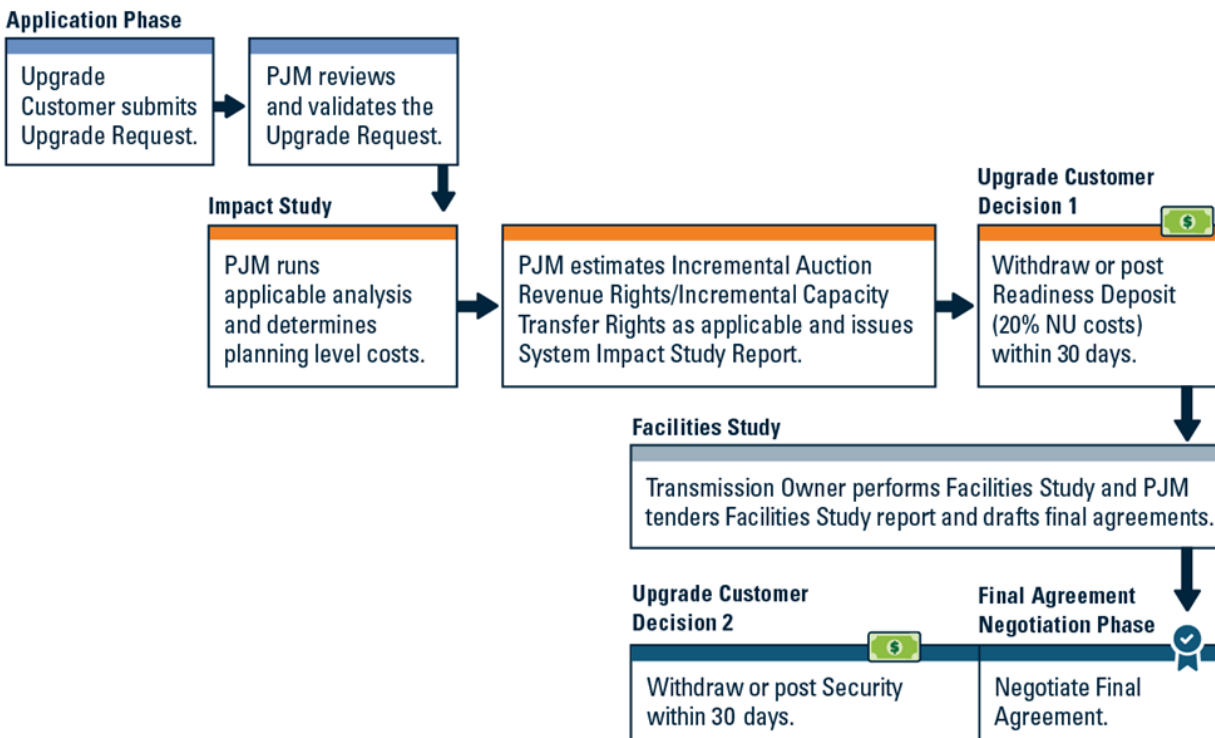 Application Phase
Upgrade
Customer submits
Upgrade Request.
PJM reviews
and validates the
Upgrade Request.
Impact Study
PJM runs
applicable analysis
and determines
planning level costs.
PJM estimates Incremental Auction
Revenue Rights/Incremental Capacity
Transfer Rights as applicable and issues
System Impact Study Report.
Upgrade Customer
Decision 1
$
Withdraw or post
Readiness Deposit
(20% NU costs)
within 30 days.
Facilities Study
Transmission Owner performs Facilities Study and PJM
tenders Facilities Study report and drafts final agreements.
Upgrade Customer
Decision 2
$
Withdraw or post Security
within 30 days.
Final Agreement
Negotiation Phase
Negotiate Final
Agreement.